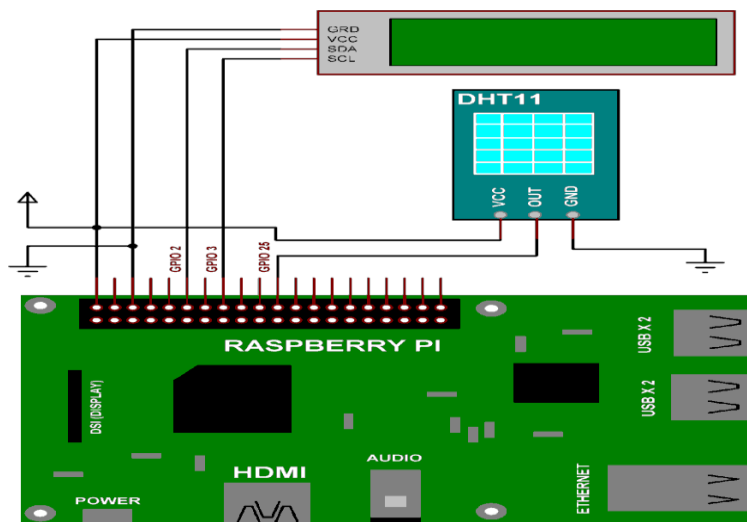 GRD
VCC
SDA
SCL
DHT11
VCC
OUT
GND
GPIO 2
GPIO 3
GPIO 25
RASPBERRY PI
DSI (DISPLAY)
USB X 2
USB X 2
HDMI
AUDIO
ETHERNET
POWER